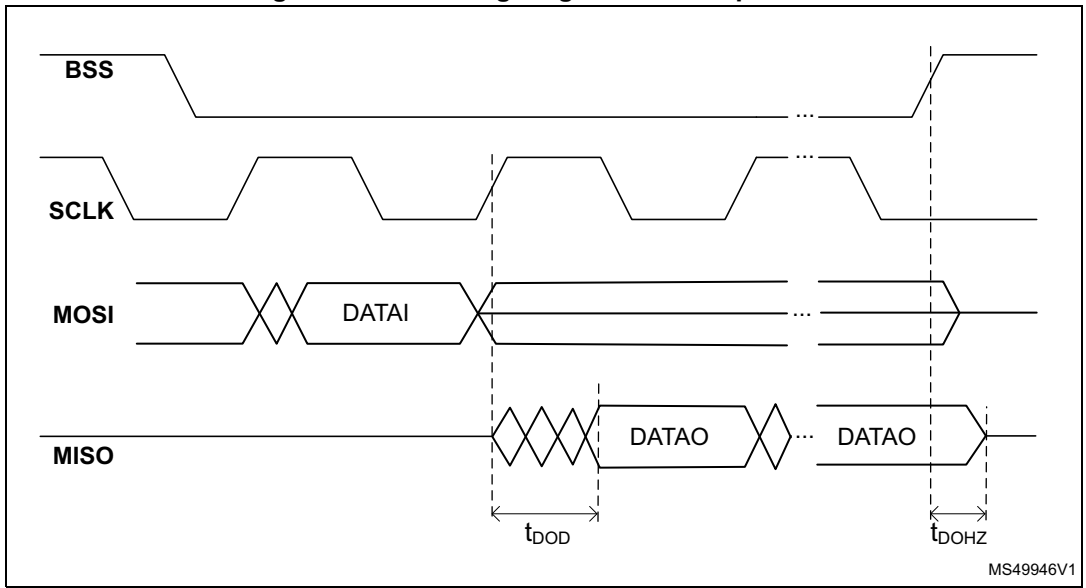 BSS
...
...
SCLK
MOSI
DATAI
...
MISO
DATAO
...
DATAO
tDOD
tDOHZ
MS49946V1